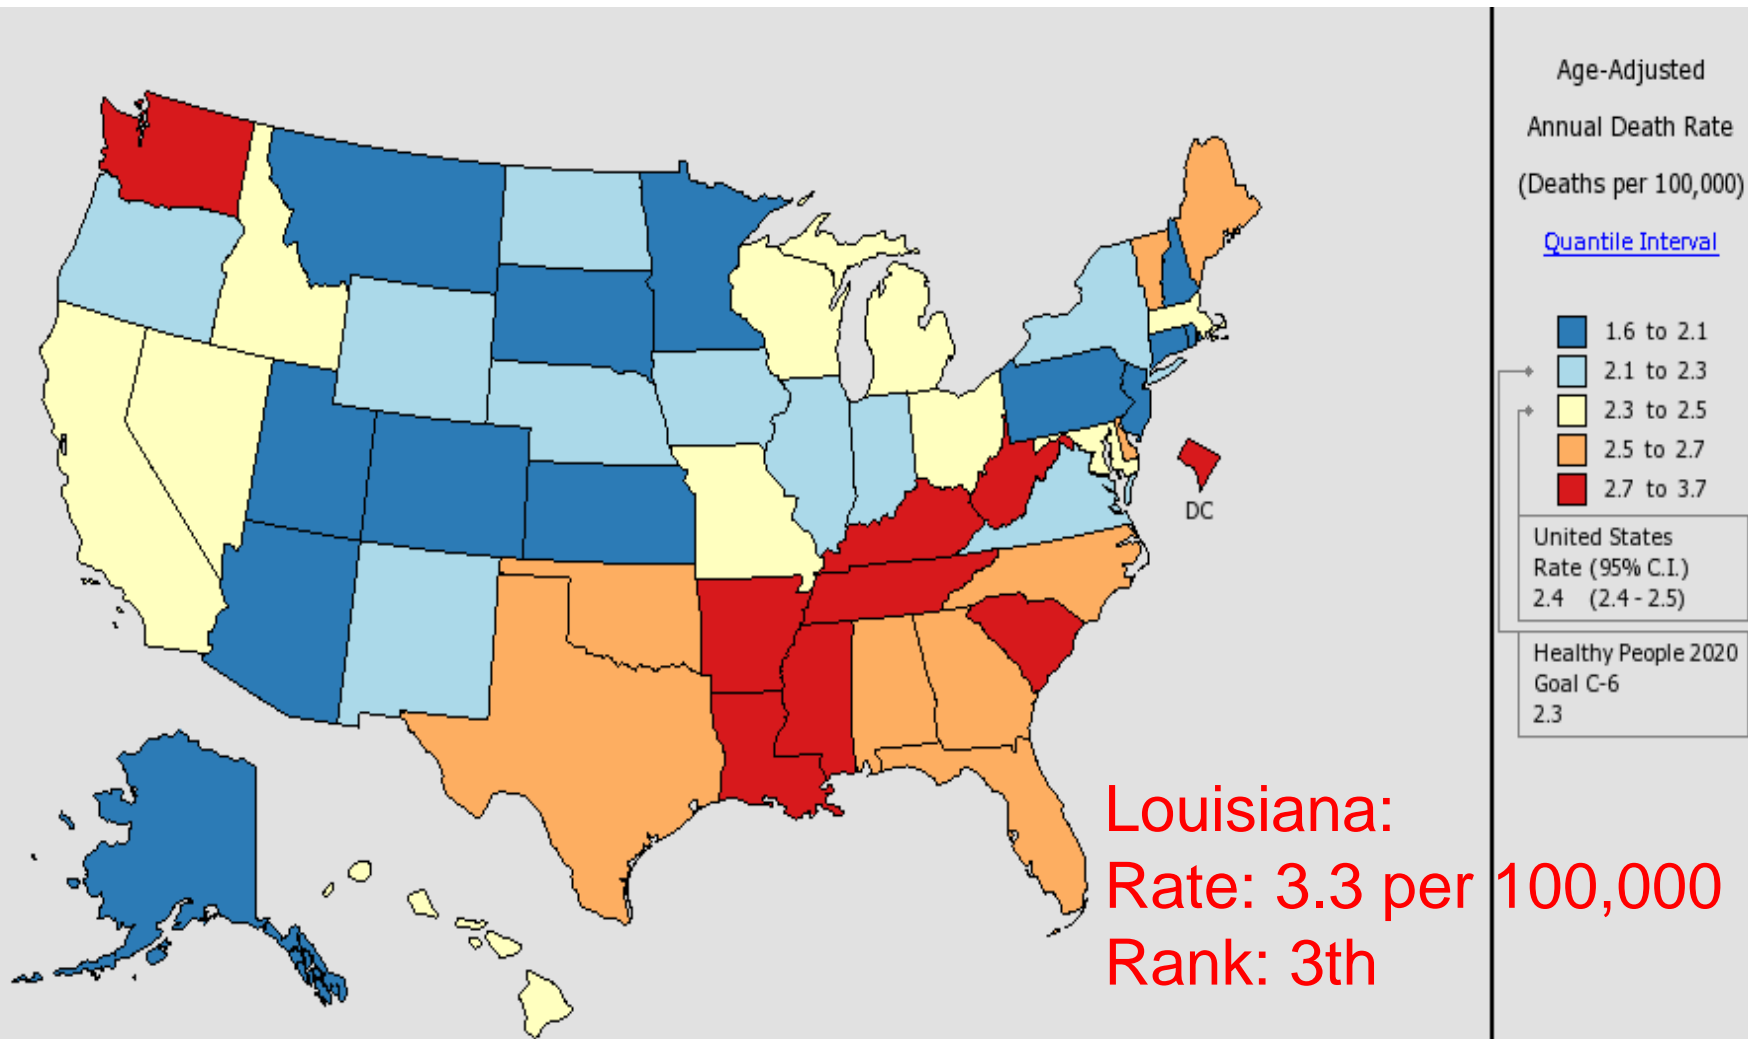 Age-Adjusted
Annual Death Rate
(Deaths per 100,000)
Quantile Interval
1.6 to 2.1
2.1 to 2.3
2.3 to 2.5
2.5 to 2.7
2.7 to 3.7
United States
Rate (95% C.I.)
2.4 (2.4 - 2.5)
Healthy People 2020
Goal C-6
2.3
DC
Louisiana:
Rate: 3.3 per 100,000
Rank: 3th